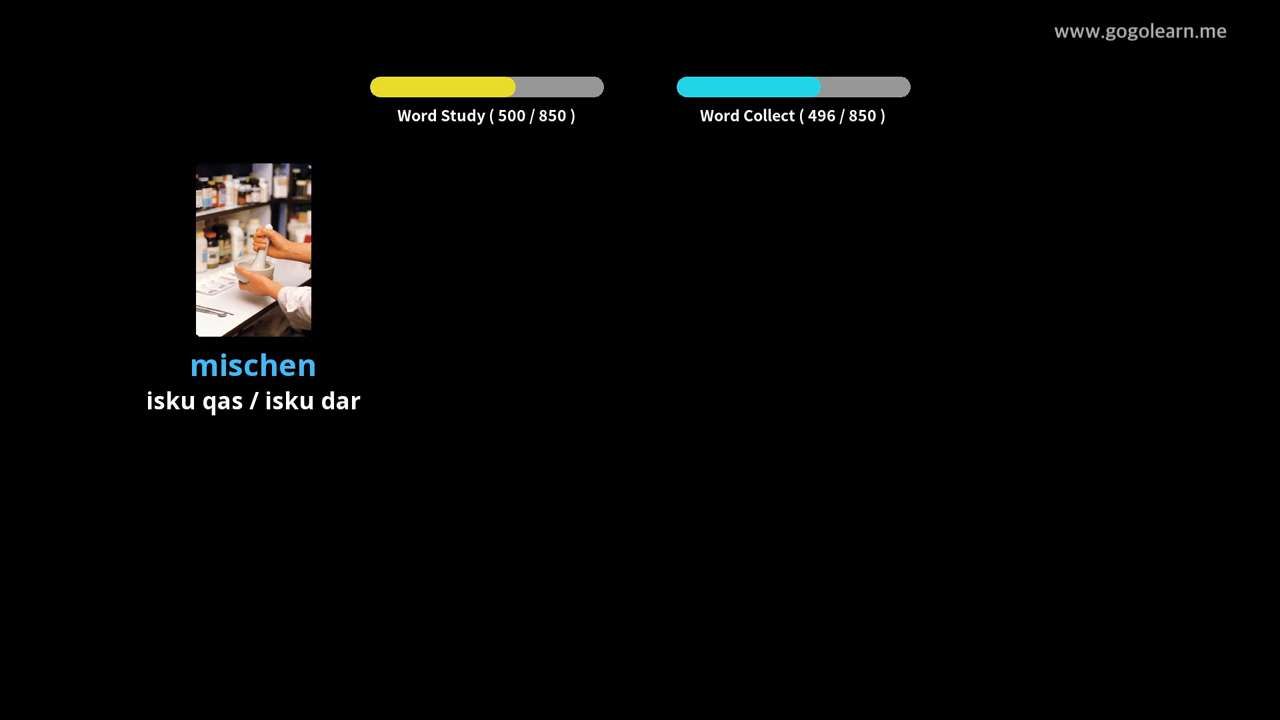 www.gogolearn.me
Word Study ( 500 / 850 )
Word Collect ( 496 / 850 )
mischen
isku qas / isku dar